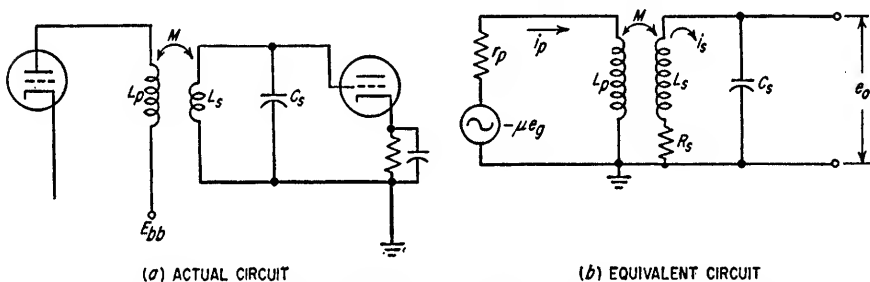 M
Lp
Ls
Cs
Ebb
(a) ACTUAL CIRCUIT
M
rp
ip
Lp
Ls
is
Cs
eo
-μeg
Rs
(b) EQUIVALENT CIRCUIT